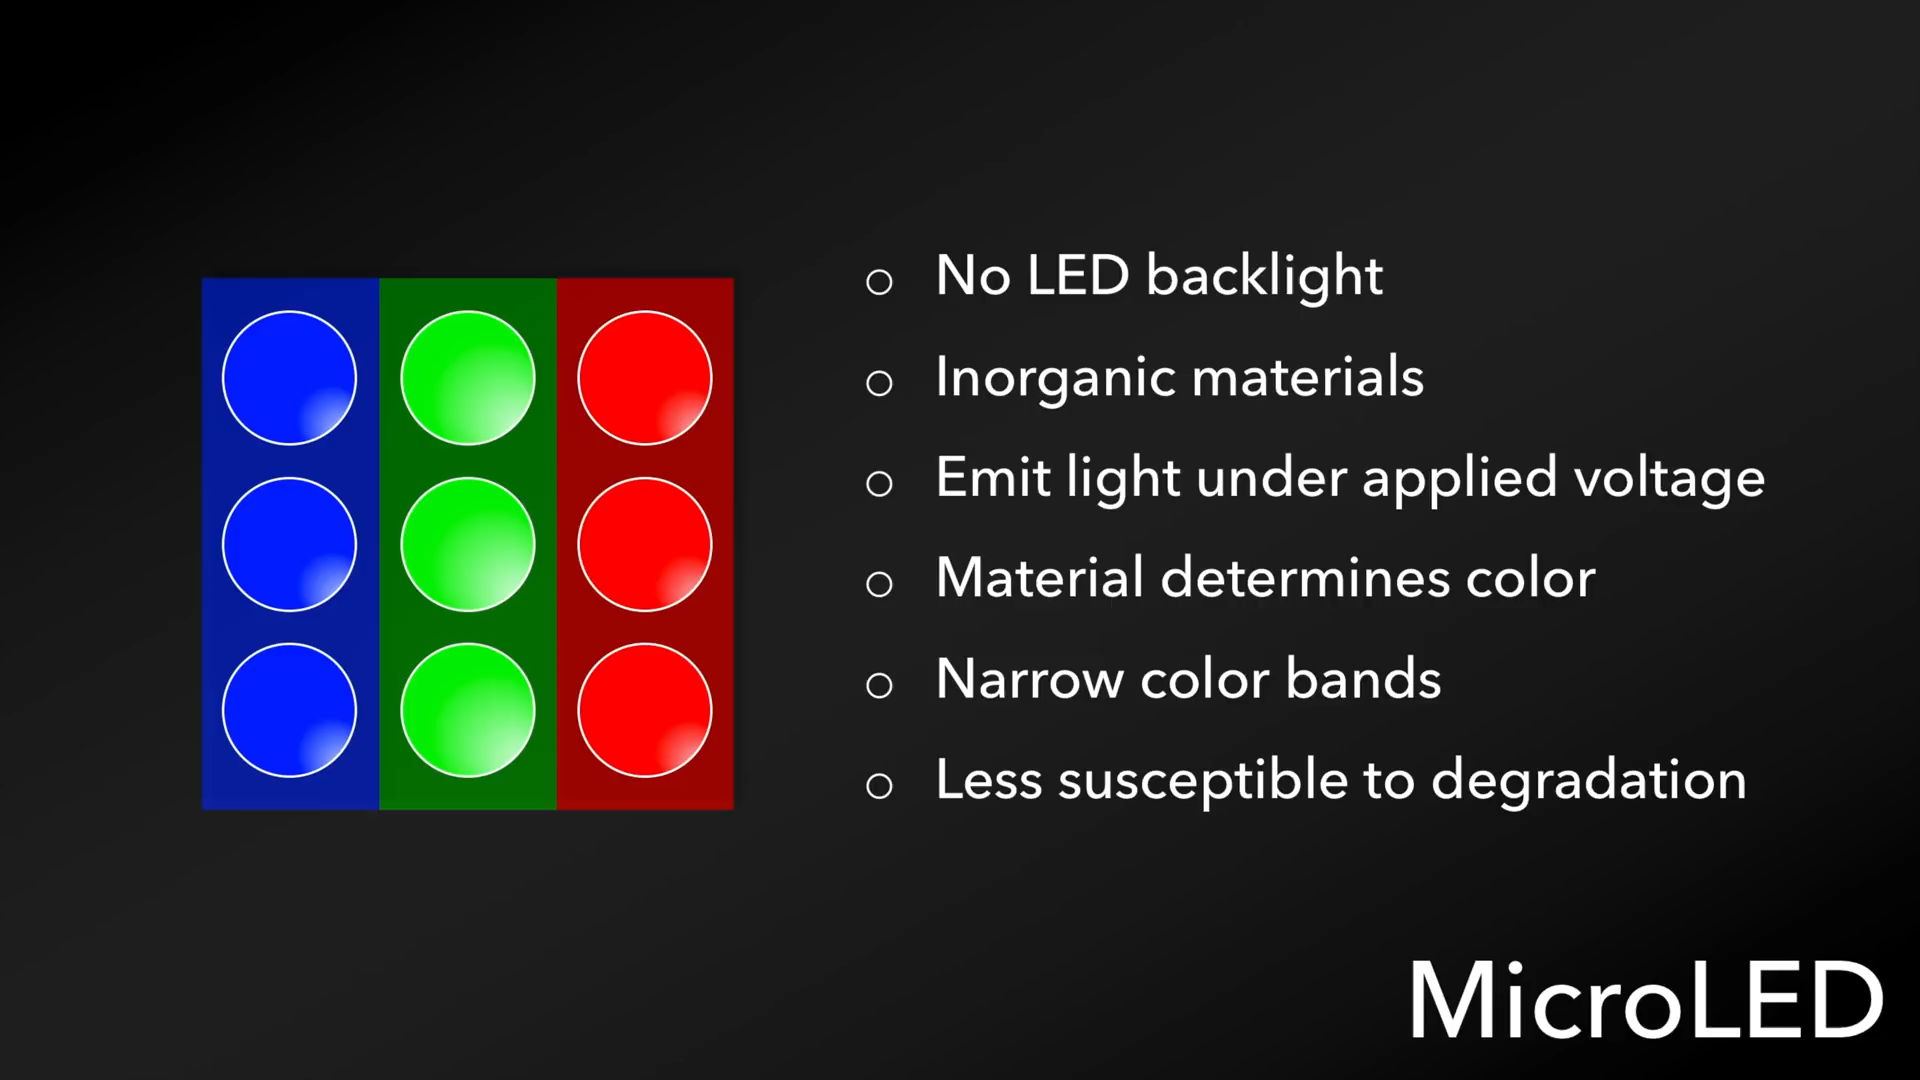 No LED backlight
Inorganic materials
Emit light under applied voltage
Material determines color
Narrow color bands
Less susceptible to degradation
MicroLED